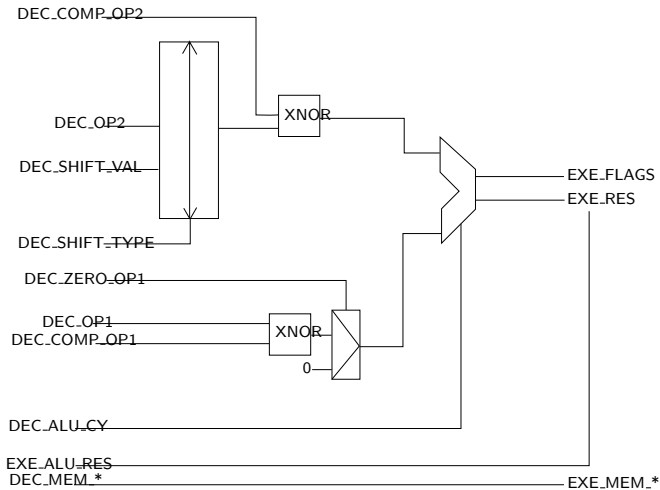 DEC_COMP_OP2
XNOR
DEC_OP2
DEC_SHIFT_VAL
EXE_FLAGS
EXE_RES
DEC_SHIFT_TYPE
DEC_ZERO_OP1
DEC_OP1
XNOR
DEC_COMP_OP1
0
DEC_ALU_CY
EXE_ALU_RES
DEC_MEM_*
EXE_MEM_*